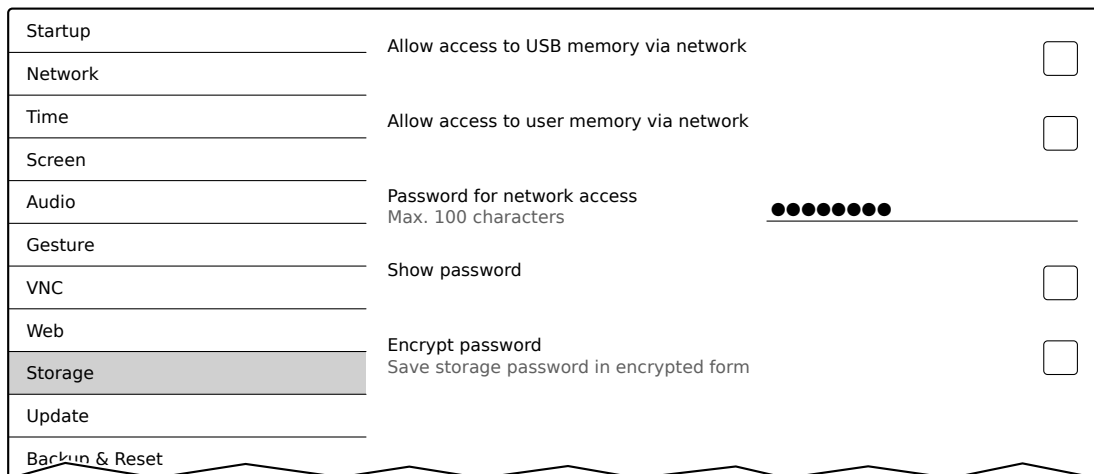 Startup
Network
Time
Screen
Audio
Gesture
VNC
Web
Storage
Update
Backup & Reset
Allow access to USB memory via network
Allow access to user memory via network
Password for network access
Max. 100 characters
●●●●●●●●
Show password
Encrypt password
Save storage password in encrypted form